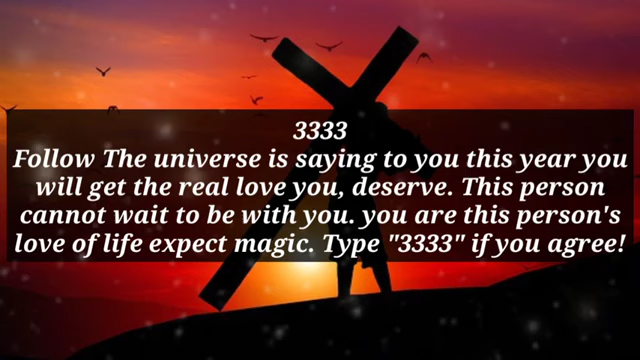 3333
Follow The universe is saying to you this year you
will get the real love you, deserve. This person
cannot wait to be with you. you are this person's
love of life expect magic. Type "3333" if you agree!